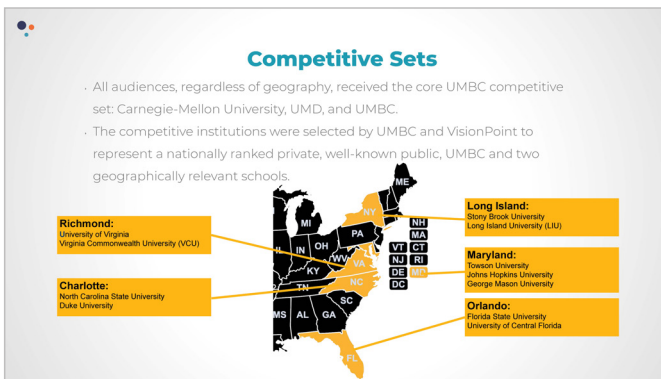 Competitive Sets
· All audiences, regardless of geography, received the core UMBC competitive
set: Carnegie-Mellon University, UMD, and UMBC.
· The competitive institutions were selected by UMBC and VisionPoint to
represent a nationally ranked private, well-known public, UMBC and two
geographically relevant schools.
Richmond:
University of Virginia
Virginia Commonwealth University (VCU)
Charlotte:
North Carolina State University
Duke University
ME
NY
MI
PA
IN
OH
WV
VA
KY
NC
TN
SC
MS
AL
GA
FL
NH
MA
VT
CT
NJ
RI
DE
MD
DC
Long Island:
Stony Brook University
Long Island University (LIU)
Maryland:
Towson University
Johns Hopkins University
George Mason University
Orlando:
Florida State University
University of Central Florida